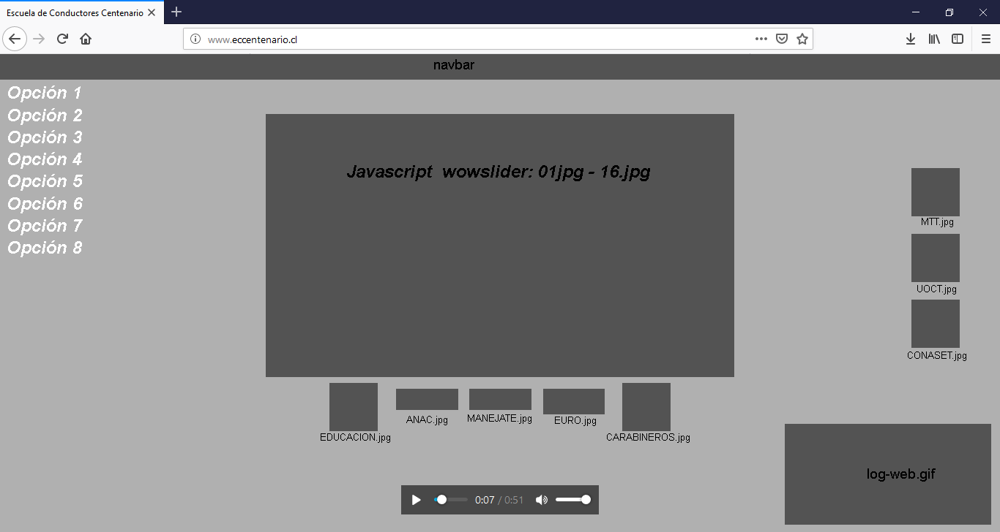 Escuela de Conductores Centenario
www.eccentenario.cl
navbar
Opción 1
Opción 2
Opción 3
Opción 4
Opción 5
Opción 6
Opción 7
Opción 8
Javascript wowslider: 01jpg - 16.jpg
MTT.jpg
UOCT.jpg
CONASET.jpg
EDUCACION.jpg
ANAC.jpg
MANEJATE.jpg
EURO.jpg
CARABINEROS.jpg
log-web.gif
0:07 / 0:51